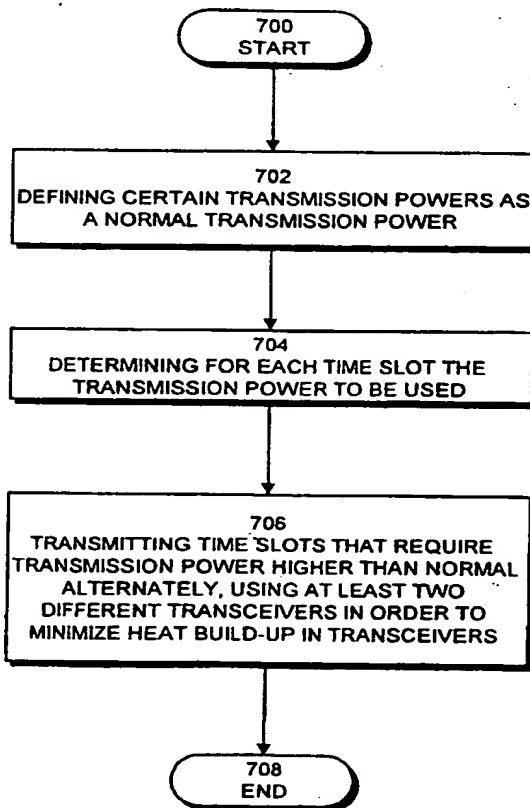 700
START
702
DEFINING CERTAIN TRANSMISSION POWERS AS
A NORMAL TRANSMISSION POWER
704
DETERMINING FOR EACH TIME SLOT THE
TRANSMISSION POWER TO BE USED
706
TRANSMITTING TIME SLOTS THAT REQUIRE
TRANSMISSION POWER HIGHER THAN NORMAL
ALTERNATELY, USING AT LEAST TWO
DIFFERENT TRANSCEIVERS IN ORDER TO
MINIMIZE HEAT BUILD-UP IN TRANSCEIVERS
708
END